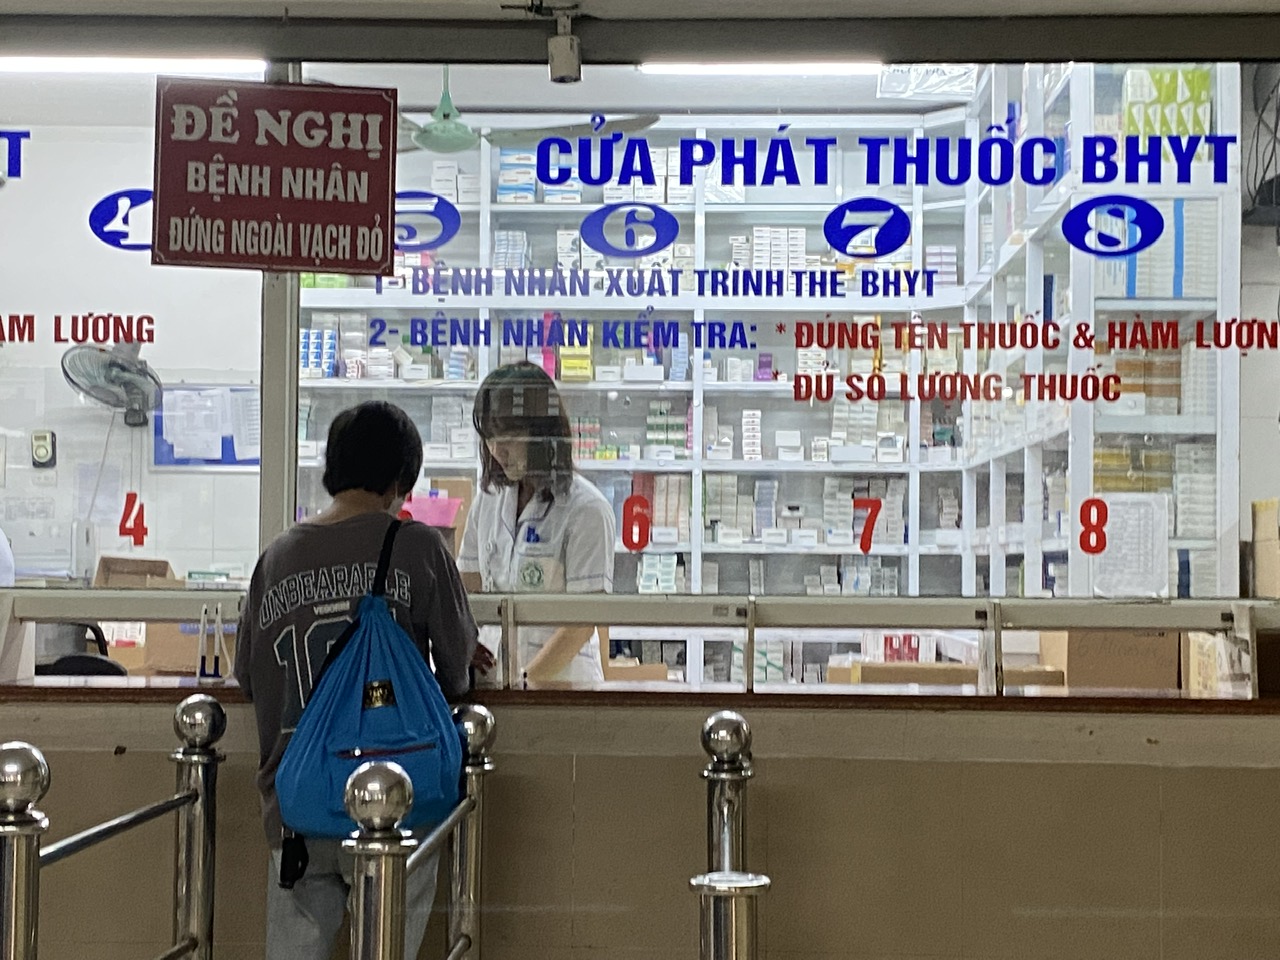 T
ĐỀ NGHỊ
BỆNH NHÂN
ĐỨNG NGOÀI VẠCH ĐỎ
CỬA PHÁT THUỐC BHYT
4 5 6 7 8
1- BỆNH NHÂN XUẤT TRÌNH THẺ BHYT
ÀM LƯỢNG
2- BỆNH NHÂN KIỂM TRA: * ĐÚNG TÊN THUỐC & HÀM LƯỢN
* ĐỦ SỐ LƯỢNG THUỐC
4 6 7 8
UNBEARABLE